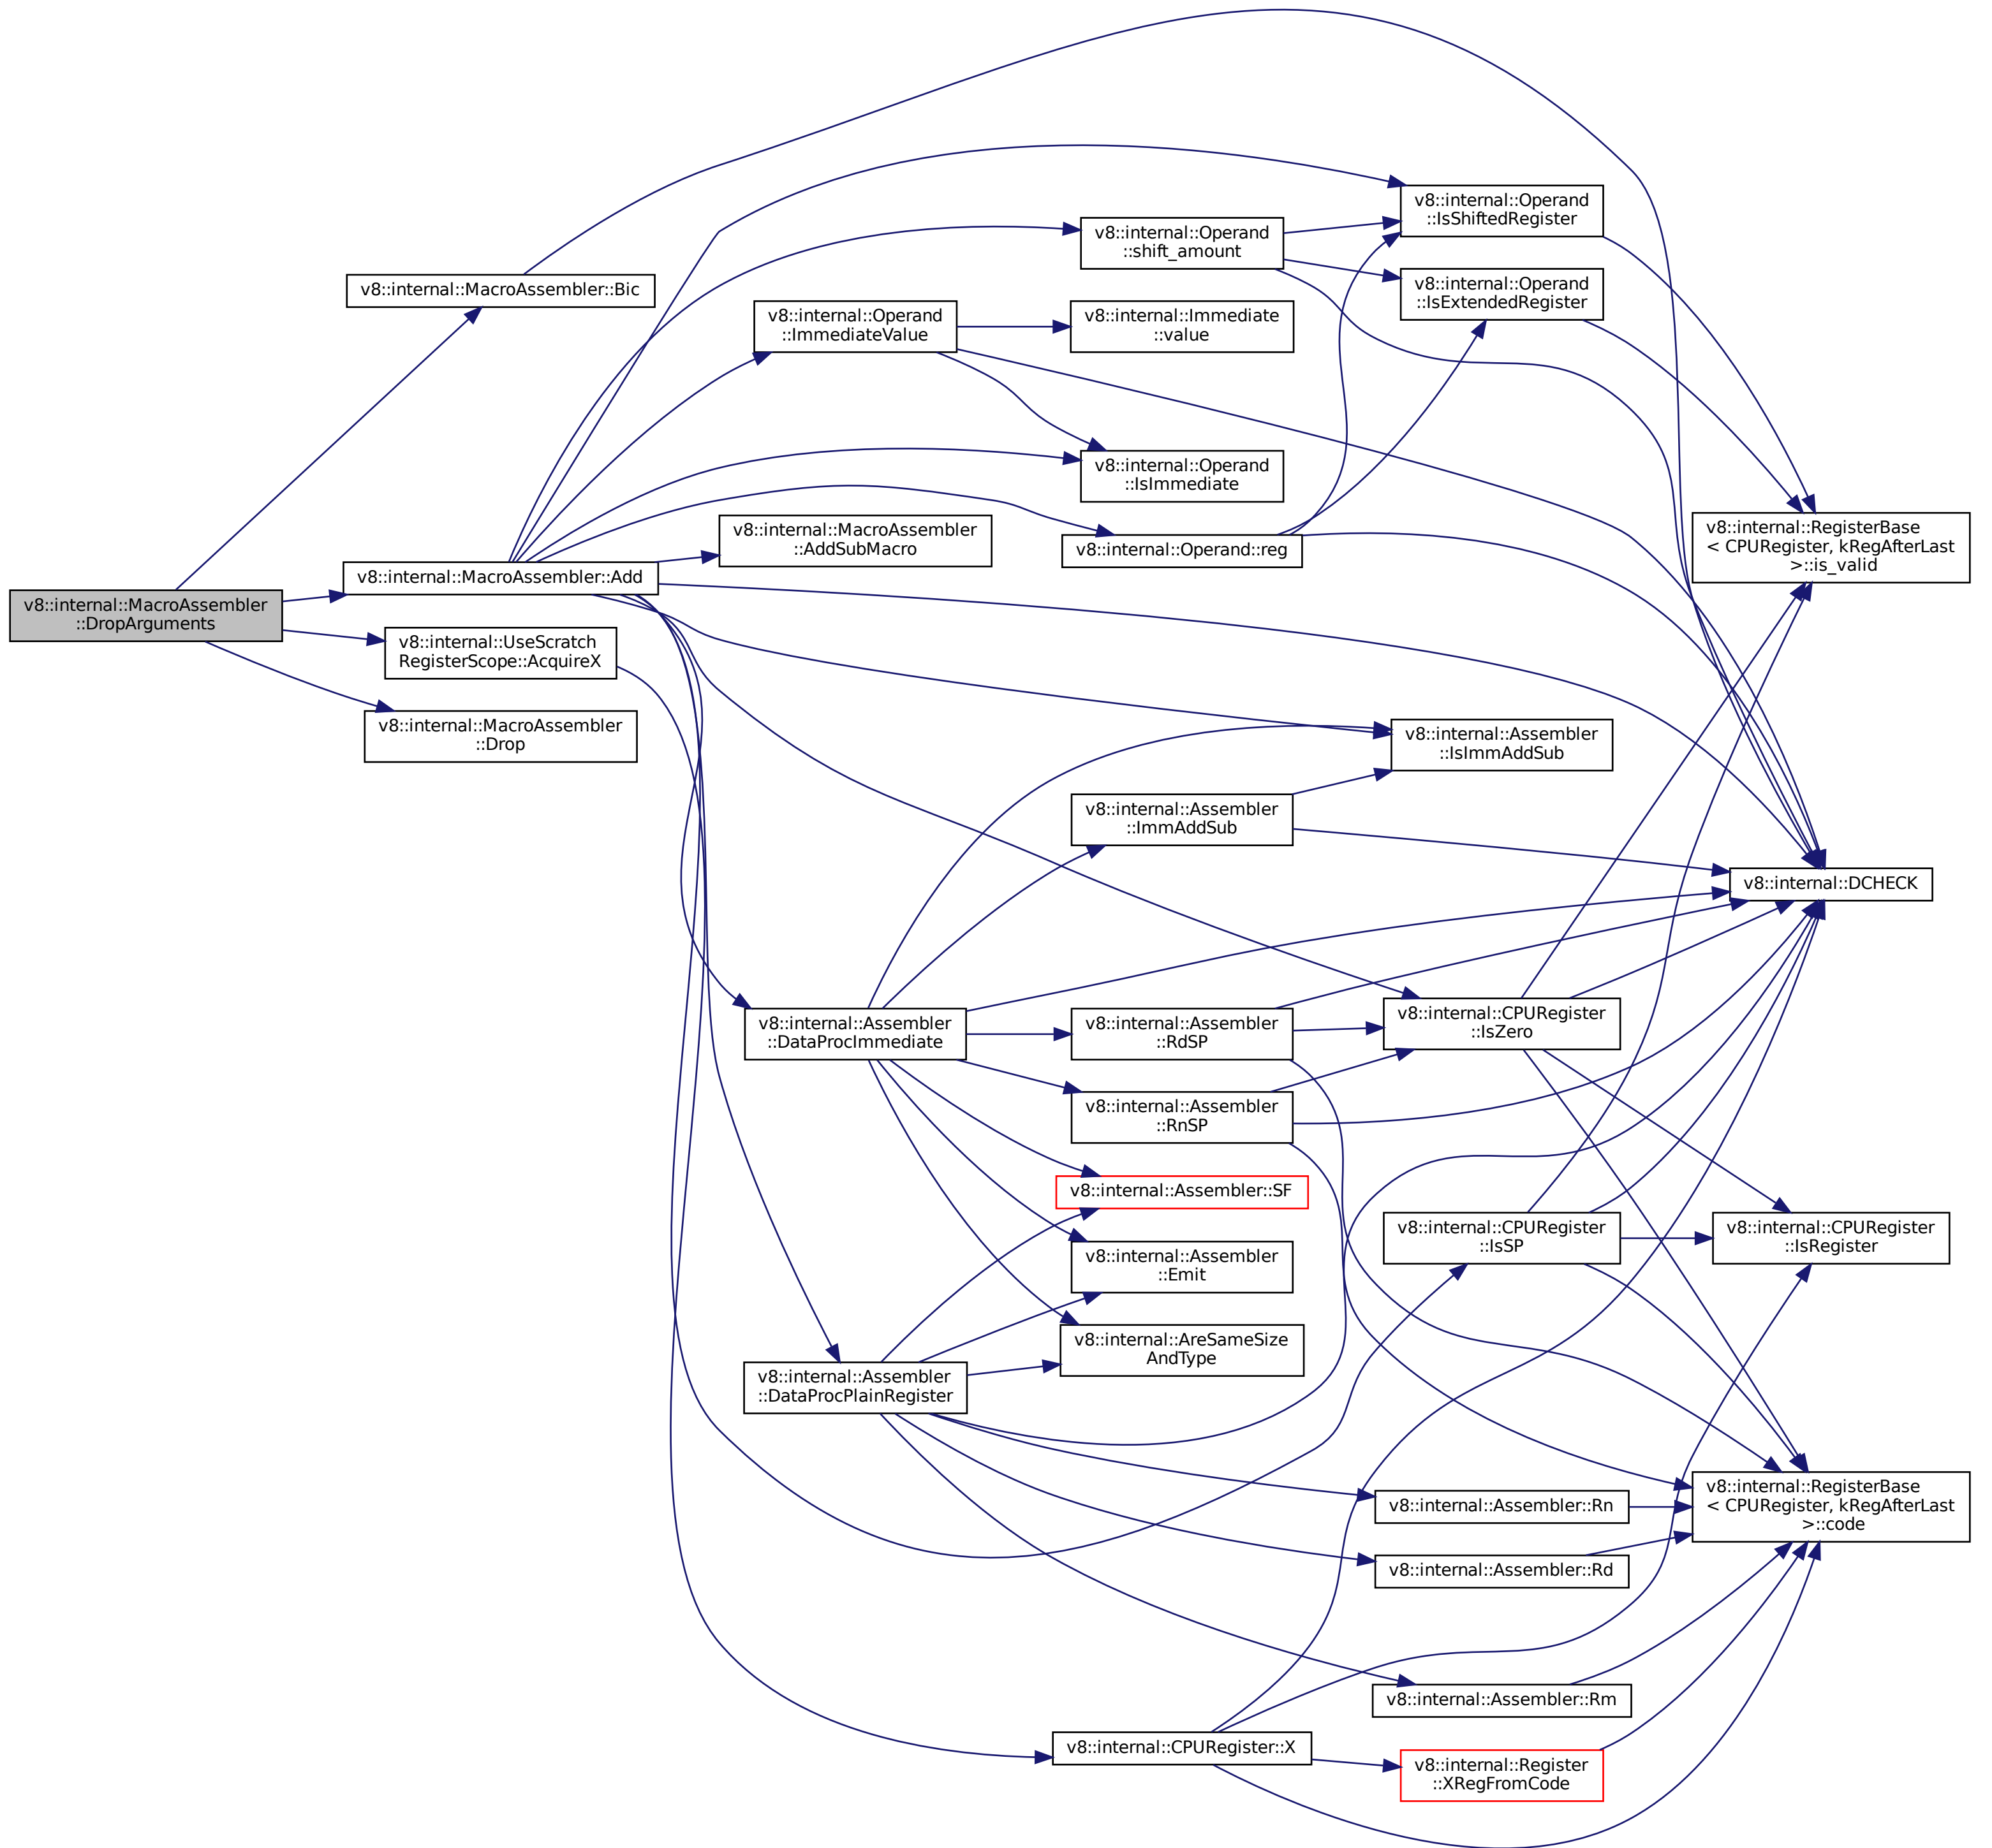 v8::internal::MacroAssembler
::DropArguments
v8::internal::MacroAssembler::Bic
v8::internal::MacroAssembler::Add
v8::internal::UseScratch
RegisterScope::AcquireX
v8::internal::MacroAssembler
::Drop
v8::internal::Operand
::ImmediateValue
v8::internal::MacroAssembler
::AddSubMacro
v8::internal::Assembler
::DataProcImmediate
v8::internal::Assembler
::DataProcPlainRegister
v8::internal::Operand
::shift_amount
v8::internal::Immediate
::value
v8::internal::Operand
::IsImmediate
v8::internal::Operand::reg
v8::internal::Assembler
::ImmAddSub
v8::internal::Assembler
::RdSP
v8::internal::Assembler
::RnSP
v8::internal::Assembler::SF
v8::internal::Assembler
::Emit
v8::internal::AreSameSize
AndType
v8::internal::CPURegister::X
v8::internal::Operand
::IsShiftedRegister
v8::internal::Operand
::IsExtendedRegister
v8::internal::Assembler
::IsImmAddSub
v8::internal::CPURegister
::IsZero
v8::internal::CPURegister
::IsSP
v8::internal::Assembler::Rn
v8::internal::Assembler::Rd
v8::internal::Assembler::Rm
v8::internal::Register
::XRegFromCode
v8::internal::RegisterBase
< CPURegister, kRegAfterLast
>::is_valid
v8::internal::DCHECK
v8::internal::CPURegister
::IsRegister
v8::internal::RegisterBase
< CPURegister, kRegAfterLast
>::code